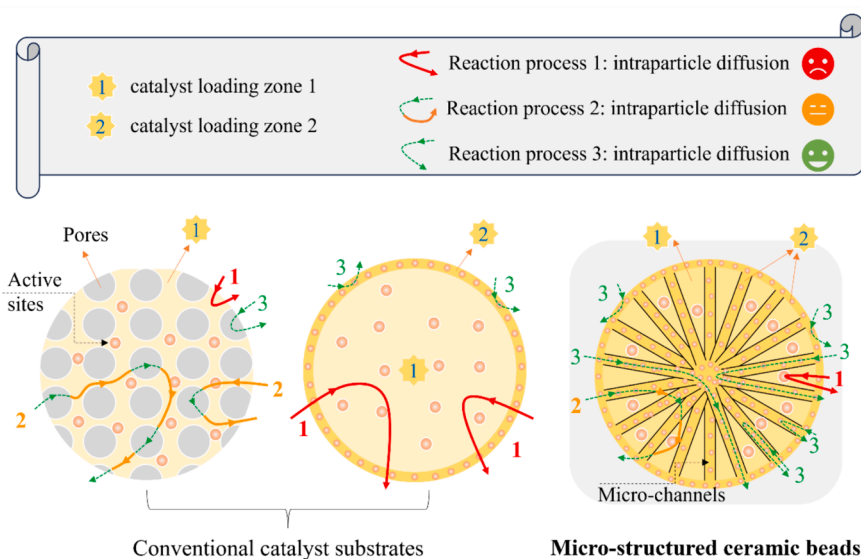 1 catalyst loading zone 1
2 catalyst loading zone 2
Reaction process 1: intraparticle diffusion
Reaction process 2: intraparticle diffusion
Reaction process 3: intraparticle diffusion
Pores
1
Active
sites
1
3
2
2
3
2
3
1
1
1
1
2
3
3
3
3
2
1
3
3
Micro-channels
Conventional catalyst substrates
Micro-structured ceramic beads